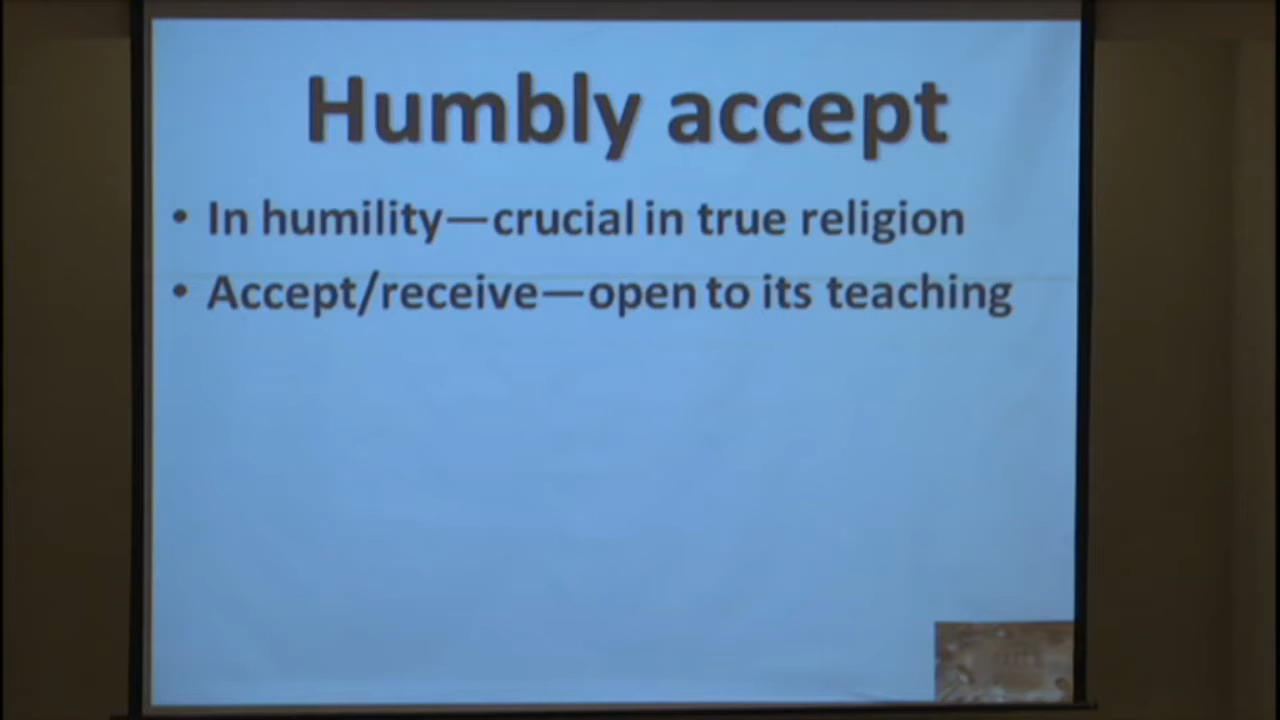 Humbly accept
• In humility—crucial in true religion
• Accept/receive—open to its teaching